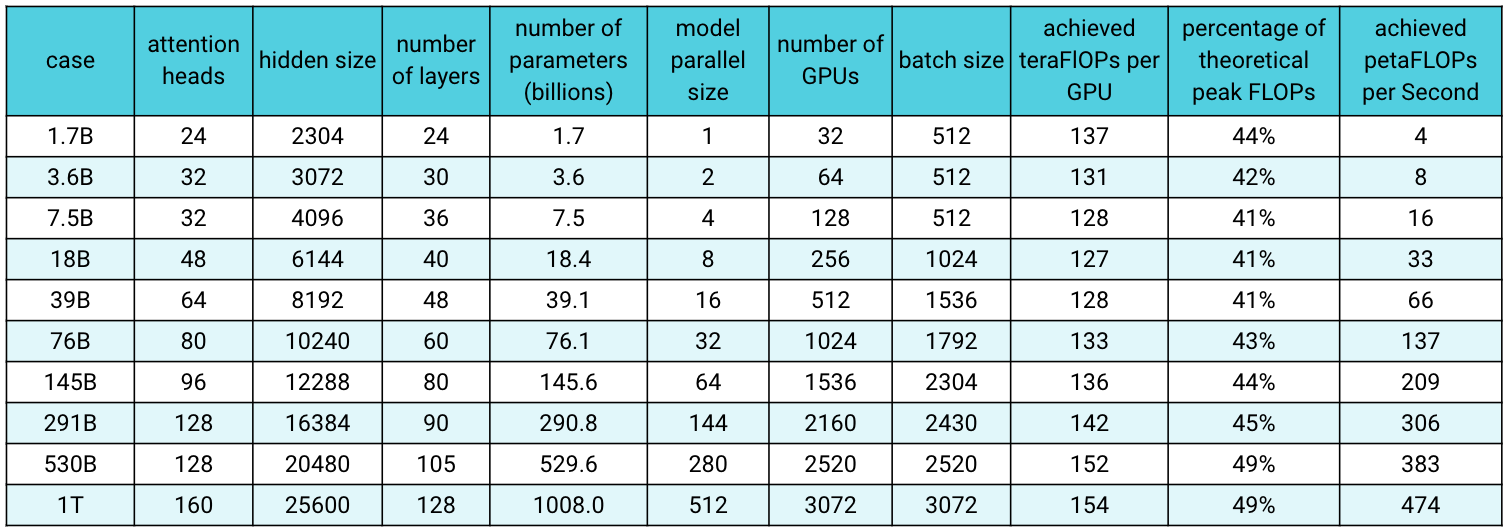 case attention heads hidden size number of layers number of parameters (billions) model parallel size number of GPUs batch size achieved teraFlOPs per GPU percentage of theoretical peak FLOPs achieved petaFLOPs per Second
1.7B 24 2304 24 1.7 1 32 512 137 44% 4
3.6B 32 3072 30 3.6 2 64 512 131 42% 8
7.5B 32 4096 36 7.5 4 128 512 128 41% 16
18B 48 6144 40 18.4 8 256 1024 127 41% 33
39B 64 8192 48 39.1 16 512 1536 128 41% 66
76B 80 10240 60 76.1 32 1024 1792 133 43% 137
145B 96 12288 80 145.6 64 1536 2304 136 44% 209
291B 128 16384 90 290.8 144 2160 2430 142 45% 306
530B 128 20480 105 529.6 280 2520 2520 152 49% 383
1T 160 25600 128 1008.0 512 3072 3072 154 49% 474